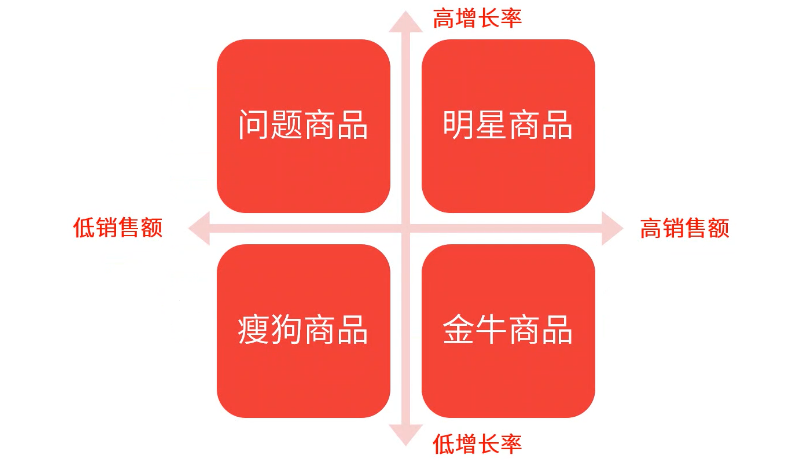 高增长率
问题商品
明星商品
低销售额
高销售额
瘦狗商品
金牛商品
低增长率